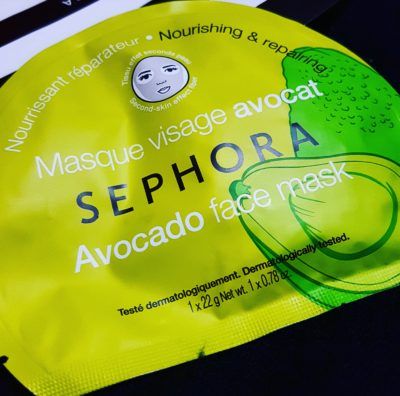 Nourrissant réparateur • Nourishing & repairing
Second-skin effect
Masque visage avocat
SEPHORA
Avocado face mask
Testé dermatologiquement. Dermatologically tested.
1 x 22 g Net wt. 1 x 0.78 oz.